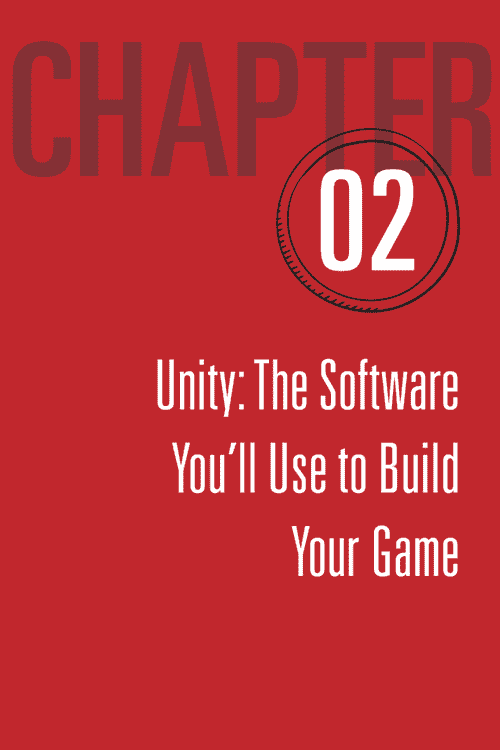 CHAPTER
02
Unity: The Software
You’ll Use to Build
Your Game